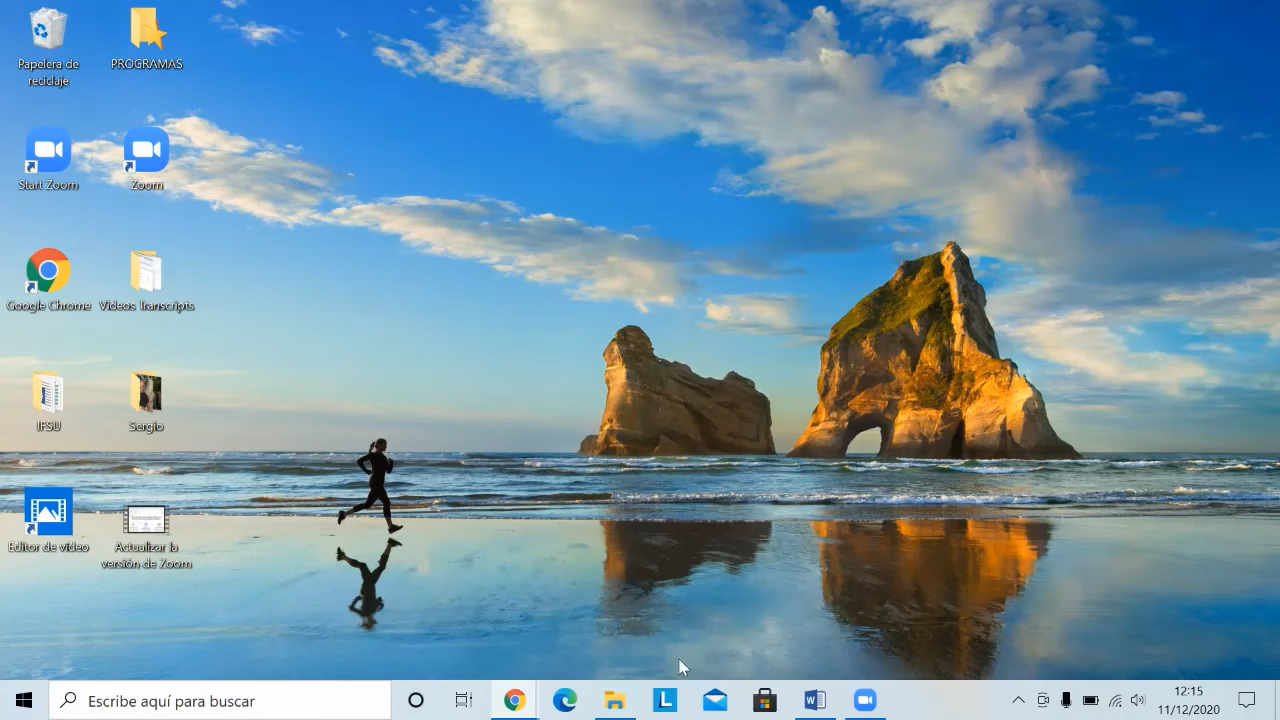 Papelera de
reciclaje
PROGRAMAS
Start Zoom
Zoom
Google Chrome
Videos Transcripts
IFSU
Sergio
Editor de vídeo
Actualizar la
versión de Zoom
Escribe aquí para buscar
L
W
12:15
11/12/2020